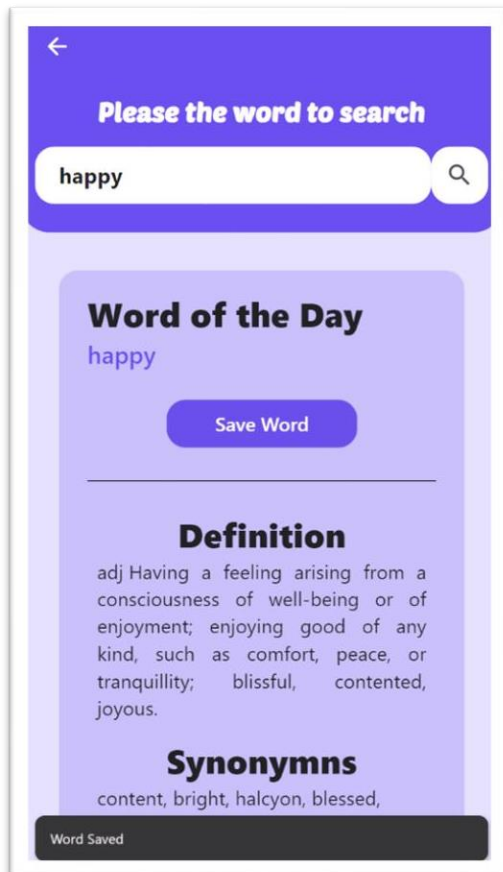 Please the word to search
happy
Word of the Day
happy
Save Word
Definition
adj Having a feeling arising from a
consciousness of well-being or of
enjoyment; enjoying good of any
kind, such as comfort, peace, or
tranquillity; blissful, contented,
joyous.
Synonymns
content, bright, halcyon, blessed,
Word Saved